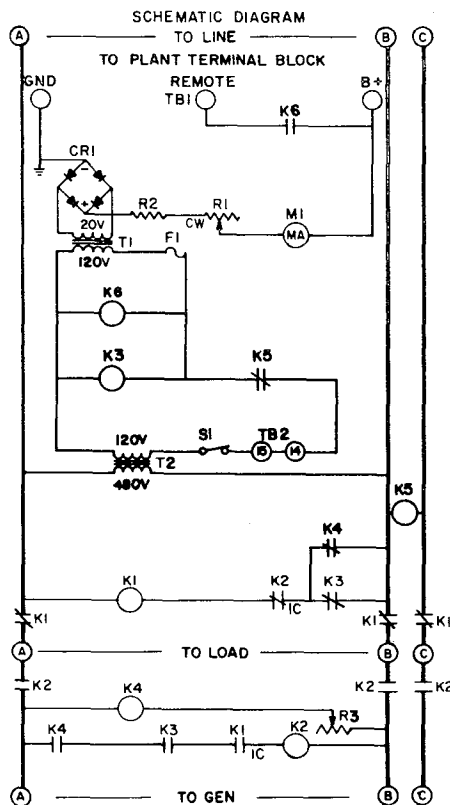 SCHEMATIC DIAGRAM
A TO LINE B C
TO PLANT TERMINAL BLOCK
GND REMOTE B+
TB1
K6
CR1
-
+
R2 R1
CW M1
MA
20V
T1 F1
120V
K6
K3 K5
120V S1 TB2
15 14
T2
480V
K5
K4
K1 K2 K3
IC
K1 K1 K1
A TO LOAD B C
K2 K2 K2
K4
R3
K4 K3 K1 K2
IC
A TO GEN B C